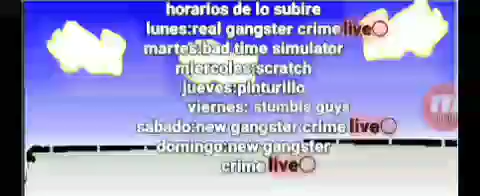 horarios de lo subire
lunes:real gangster crime live
martes:bad time simulator
miercoles:scratch
jueves:pinturillo
viernes: stumble guys
sabado:new gangster crime live
domingo:new gangster
crime live